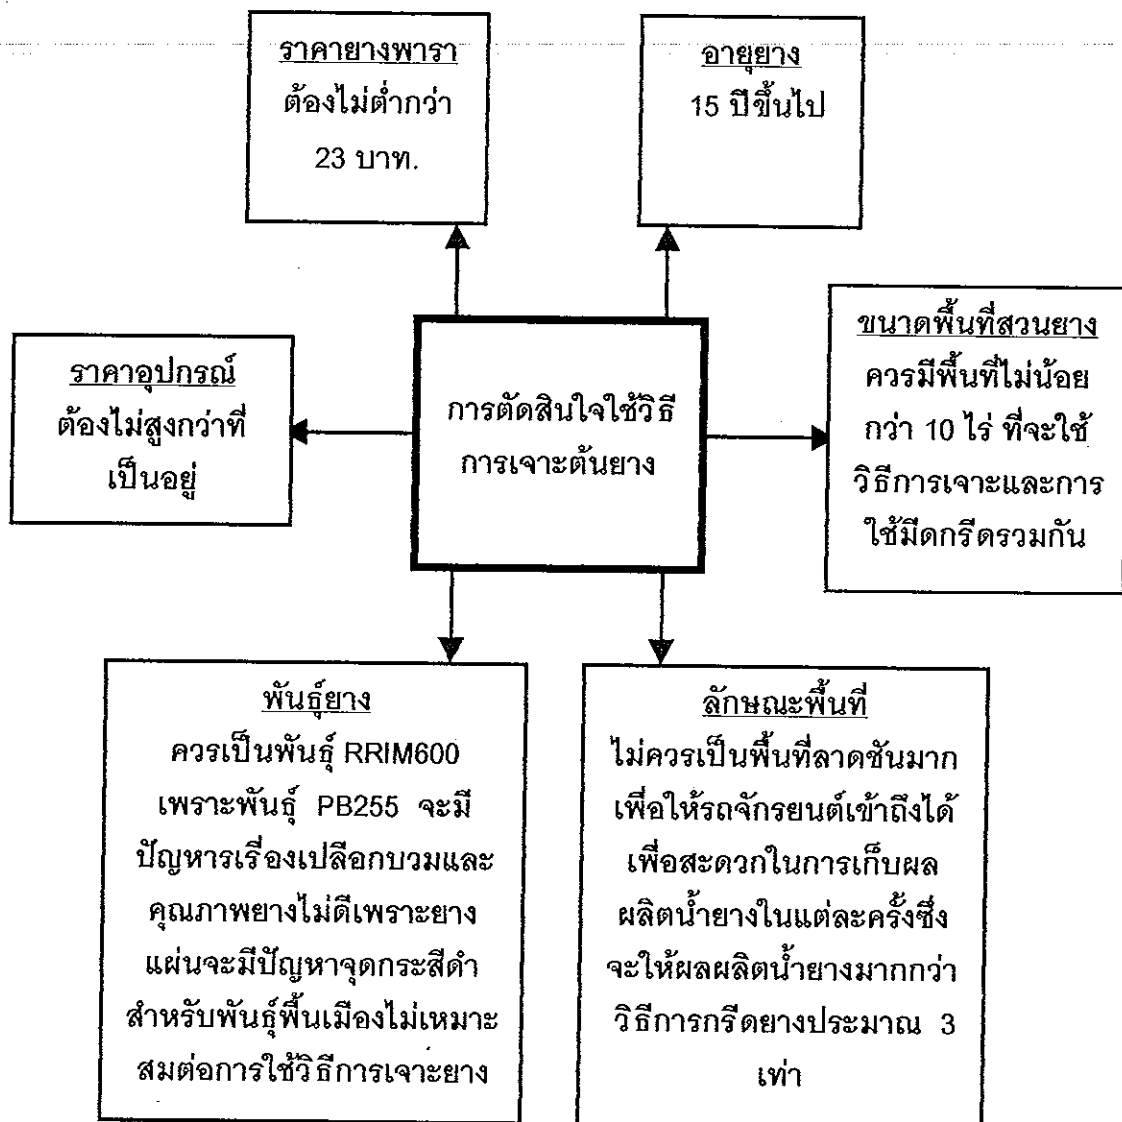 ราคายางพารา
ต้องไม่ต่ำกว่า
23 บาท.
อายุยาง
15 ปีขึ้นไป
ราคาอุปกรณ์
ต้องไม่สูงกว่าที่
เป็นอยู่
การตัดสินใจใช้วิธี
การเจาะต้นยาง
ขนาดพื้นที่สวนยาง
ควรมีพื้นที่ไม่น้อย
กว่า 10 ไร่ ที่จะใช้
วิธีการเจาะและการ
ใช้มีดกรีดรวมกัน
พันธุ์ยาง
ควรเป็นพันธุ์ RRIM600
เพราะพันธุ์ PB255 จะมี
ปัญหารเรื่องเปลือกบวมและ
คุณภาพยางไม่ดีเพราะยาง
แผ่นจะมีปัญหาจุดกระสีดำ
สำหรับพันธุ์พื้นเมืองไม่เหมาะ
สมต่อการใช้วิธีการเจาะยาง
ลักษณะพื้นที่
ไม่ควรเป็นพื้นที่ลาดชันมาก
เพื่อให้รถจักรยนต์เข้าถึงได้
เพื่อสะดวกในการเก็บผล
ผลิตน้ำยางในแต่ละครั้งซึ่ง
จะให้ผลผลิตน้ำยางมากกว่า
วิธีการกรีดยางประมาณ 3
เท่า